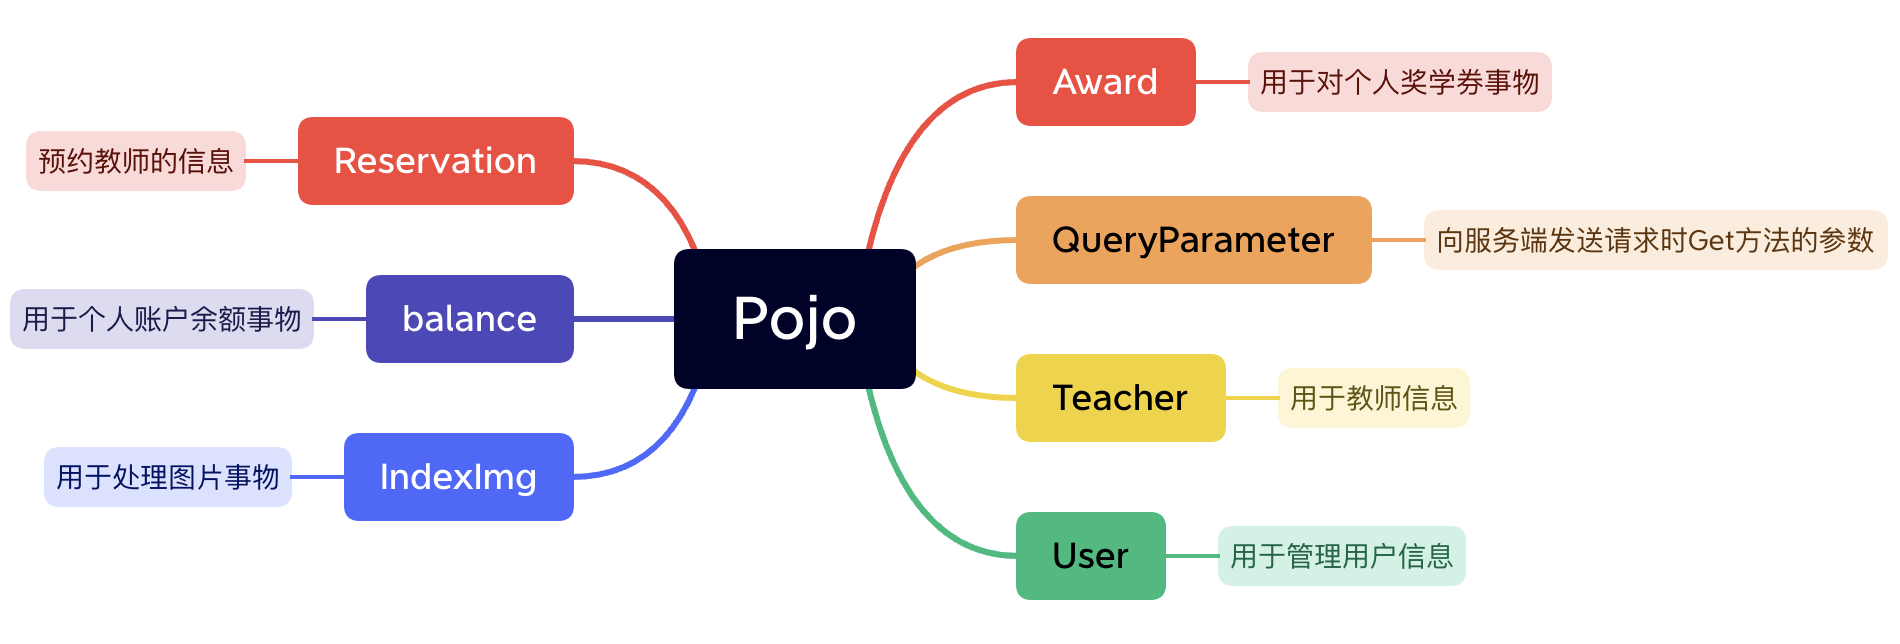 Pojo
Award
用于对个人奖学券事物
QueryParameter
向服务端发送请求时Get方法的参数
Teacher
用于教师信息
User
用于管理用户信息
Reservation
预约教师的信息
balance
用于个人账户余额事物
IndexImg
用于处理图片事物